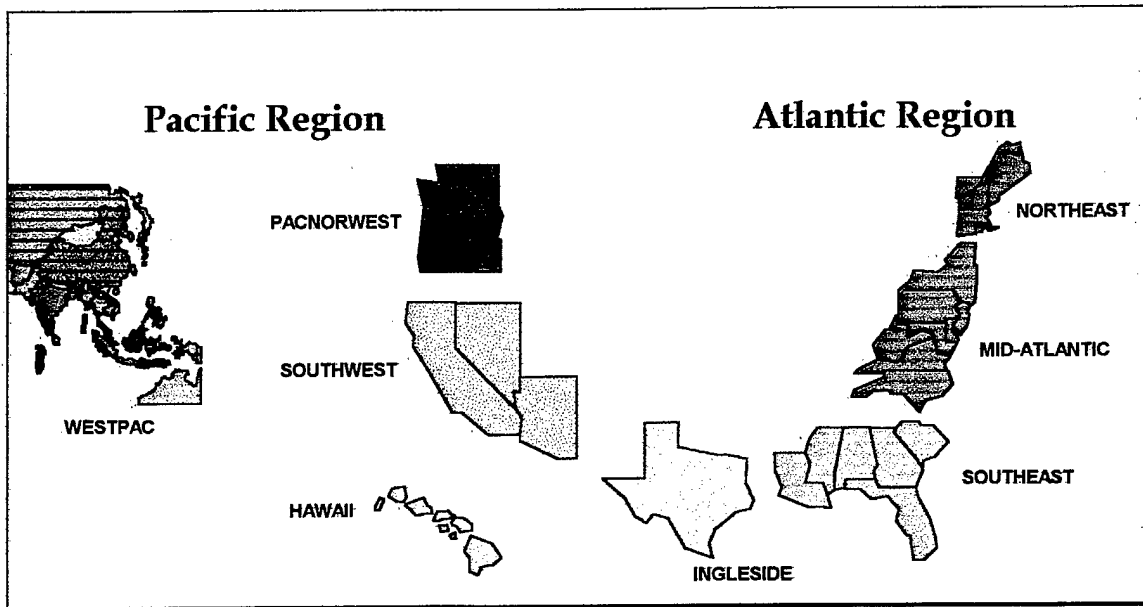 Pacific Region
Atlantic Region
PACNORWEST
NORTHEAST
SOUTHWEST
MID-ATLANTIC
WESTPAC
SOUTHEAST
HAWAII
INGLESIDE